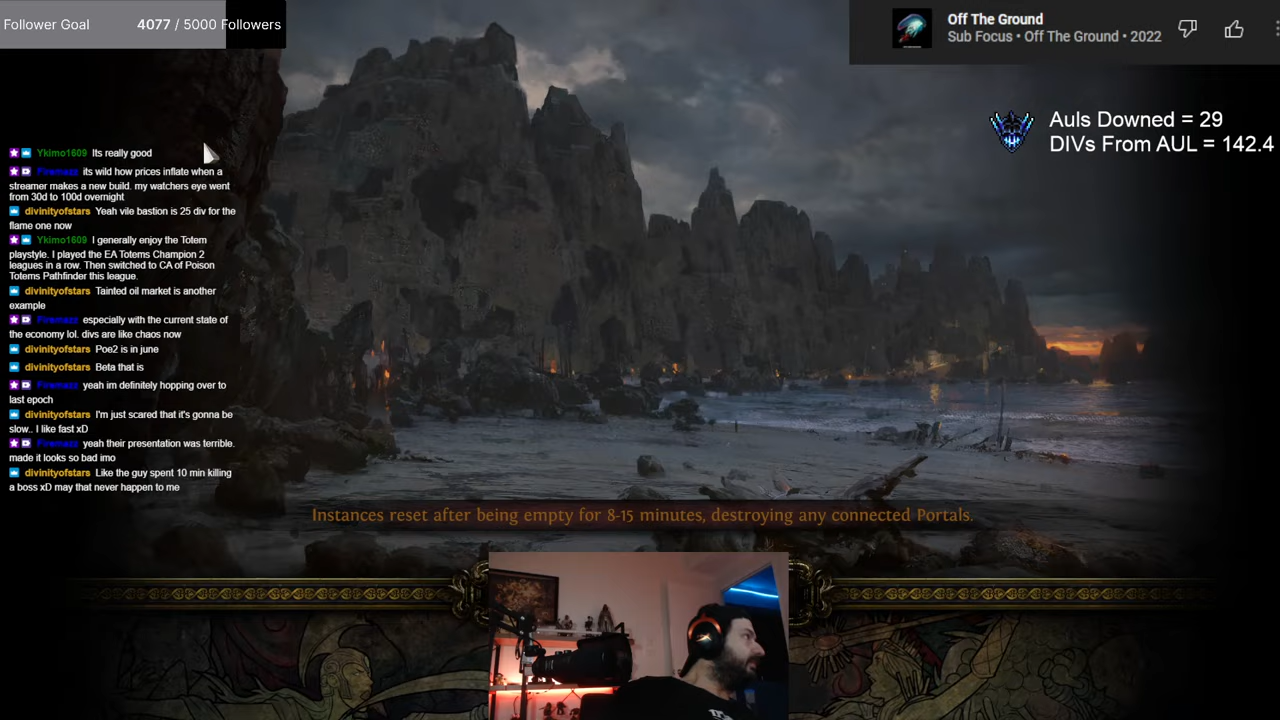 Follower Goal 4077 / 5000 Followers
Off The Ground
Sub Focus • Off The Ground • 2022
Auls Downed = 29
DIVs From AUL = 142.4
Ykimo1609 Its really good
its wild how prices inflate when a
streamer makes a new build. my watchers eye went
from 30d to 100d overnight
divinityofstars Yeah vile bastion is 25 div for the
flame one now
Ykimo1609 I generally enjoy the Totem
playstyle. I played the EA Totems Champion 2
leagues in a row. Then switched to CA of Poison
Totems Pathfinder this league.
divinityofstars Tainted oil market is another
example
especially with the current state of
the economy lol. divs are like chaos now
divinityofstars Poe2 is in june
divinityofstars Beta that is
yeah im definitely hopping over to
last epoch
divinityofstars I'm just scared that it's gonna be
slow.. I like fast xD
yeah their presentation was terrible.
made it looks so bad imo
divinityofstars Like the guy spent 10 min killing
a boss xD may that never happen to me
Instances reset after being empty for 8-15 minutes, destroying any connected Portals.